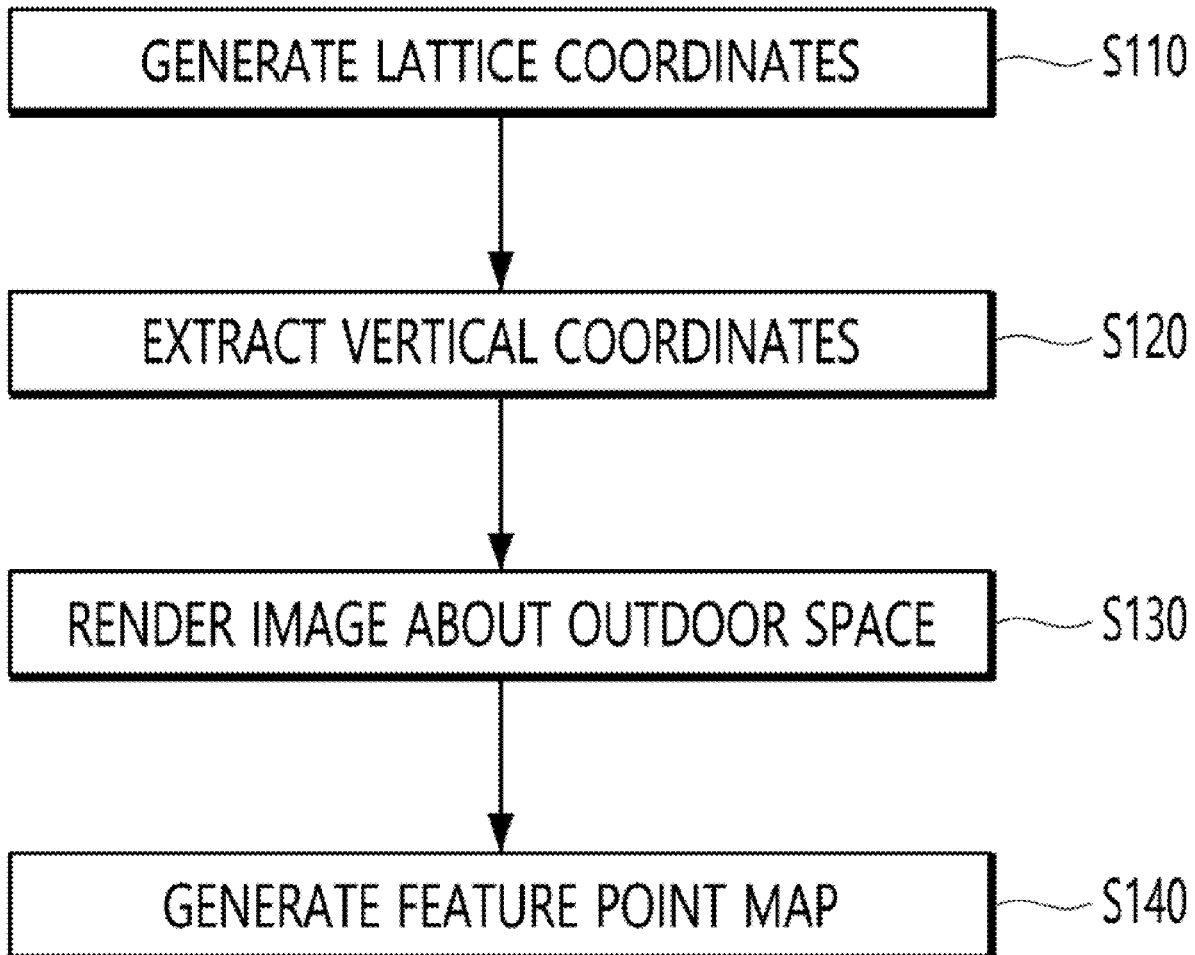 GENERATE LATTICE COORDINATES S110
EXTRACT VERTICAL COORDINATES S120
RENDER IMAGE ABOUT OUTDOOR SPACE S130
GENERATE FEATURE POINT MAP S140